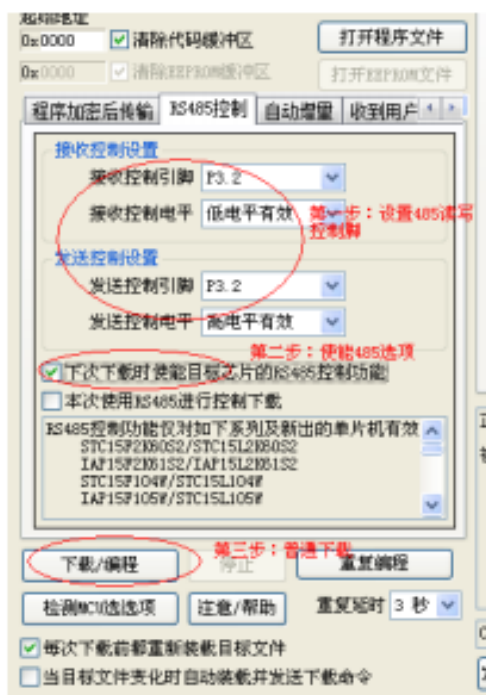 起始地址
0x0000 清除代码缓冲区 打开程序文件
0x0000 清除EEPROM缓冲区 打开EEPROM文件
程序加密后传输 RS485控制 自动增量 收到用户
接收控制设置
接收控制引脚 P3.2
接收控制电平 低电平有效
第一步：设置485读写
控制脚
发送控制设置
发送控制引脚 P3.2
发送控制电平 高电平有效
第二步：使能485选项
下次下载时使能目标芯片的RS485控制功能
本次使用RS485进行控制下载
RS485控制功能仅对如下系列及新出的单片机有效
STC15F2K60S2/STC15L2K60S2
IAP15F2K61S2/IAP15L2K61S2
STC15F104W/STC15L104W
IAP15F105W/STC15L105W
第三步：普通下载
下载/编程 停止 重复编程
检测MCU选选项 注意/帮助 重复延时 3 秒
每次下载前都重新装载目标文件
当目标文件变化时自动装载并发送下载命令